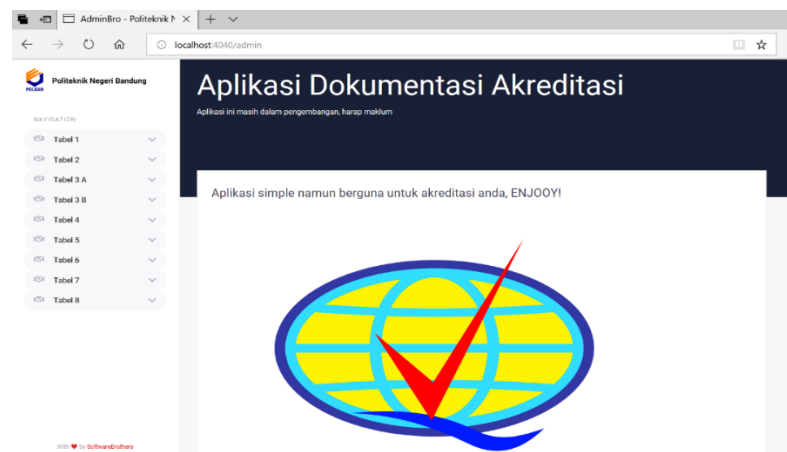 AdminBro - Politeknik N
localhost:4040/admin
POLBAN
Politeknik Negeri Bandung
NAVIGATION
Tabel 1
Tabel 2
Tabel 3 A
Tabel 3 B
Tabel 4
Tabel 5
Tabel 6
Tabel 7
Tabel 8
With ❤ by SoftwareBrothers
Aplikasi Dokumentasi Akreditasi
Aplikasi ini masih dalam pengembangan, harap maklum
Aplikasi simple namun berguna untuk akreditasi anda, ENJOOY!